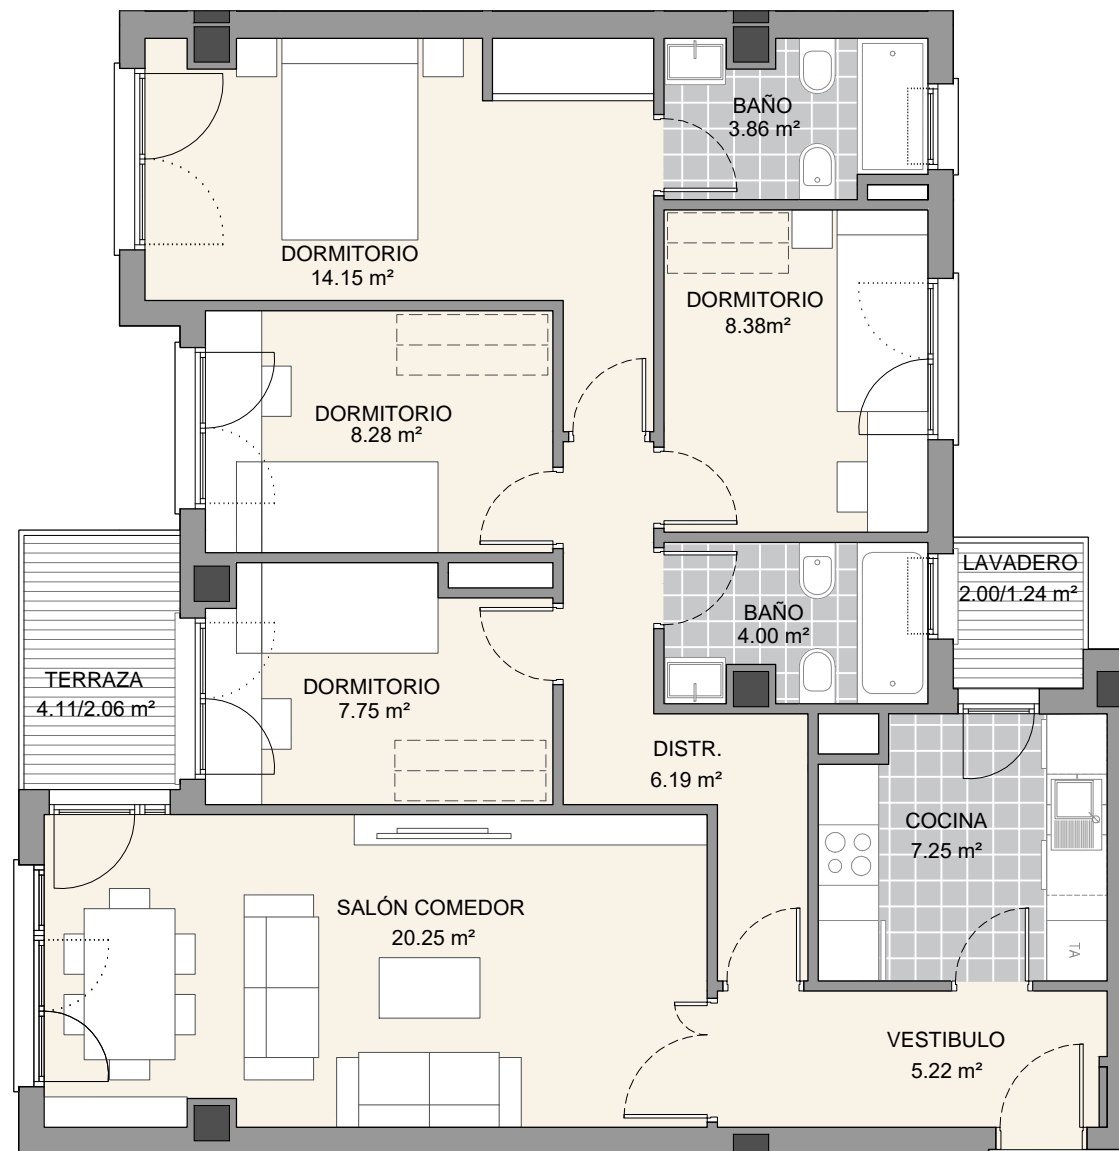 BAÑO
3.86 m²
DORMITORIO
14.15 m²
DORMITORIO
8.38m²
DORMITORIO
8.28 m²
LAVADERO
2.00/1.24 m²
BAÑO
4.00 m²
TERRAZA
4.11/2.06 m²
DORMITORIO
7.75 m²
DISTR.
6.19 m²
COCINA
7.25 m²
SALÓN COMEDOR
20.25 m²
TA
VESTIBULO
5.22 m²